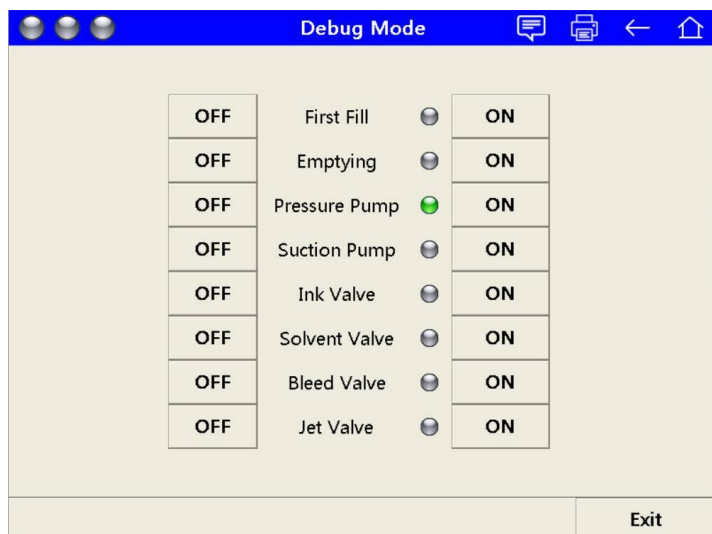 Debug Mode
OFF First Fill ON
OFF Emptying ON
OFF Pressure Pump ON
OFF Suction Pump ON
OFF Ink Valve ON
OFF Solvent Valve ON
OFF Bleed Valve ON
OFF Jet Valve ON
Exit